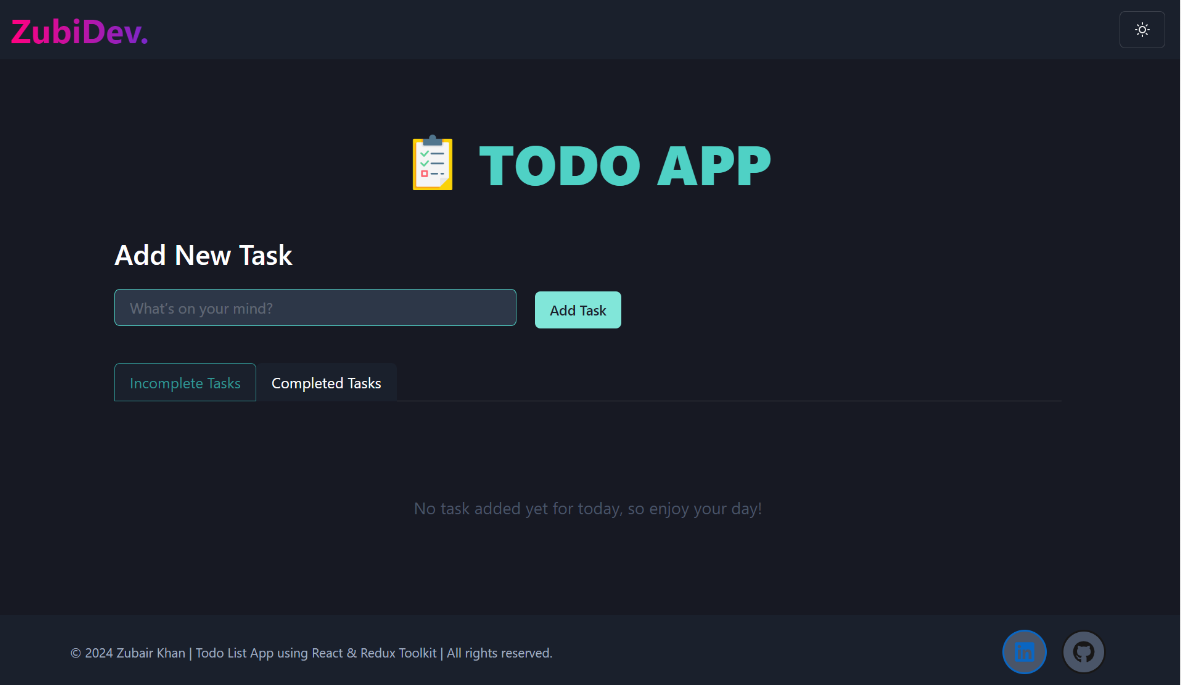 ZubiDev.
TODO APP
Add New Task
What's on your mind?
Add Task
Incomplete Tasks
Completed Tasks
No task added yet for today, so enjoy your day!
© 2024 Zubair Khan | Todo List App using React & Redux Toolkit | All rights reserved.